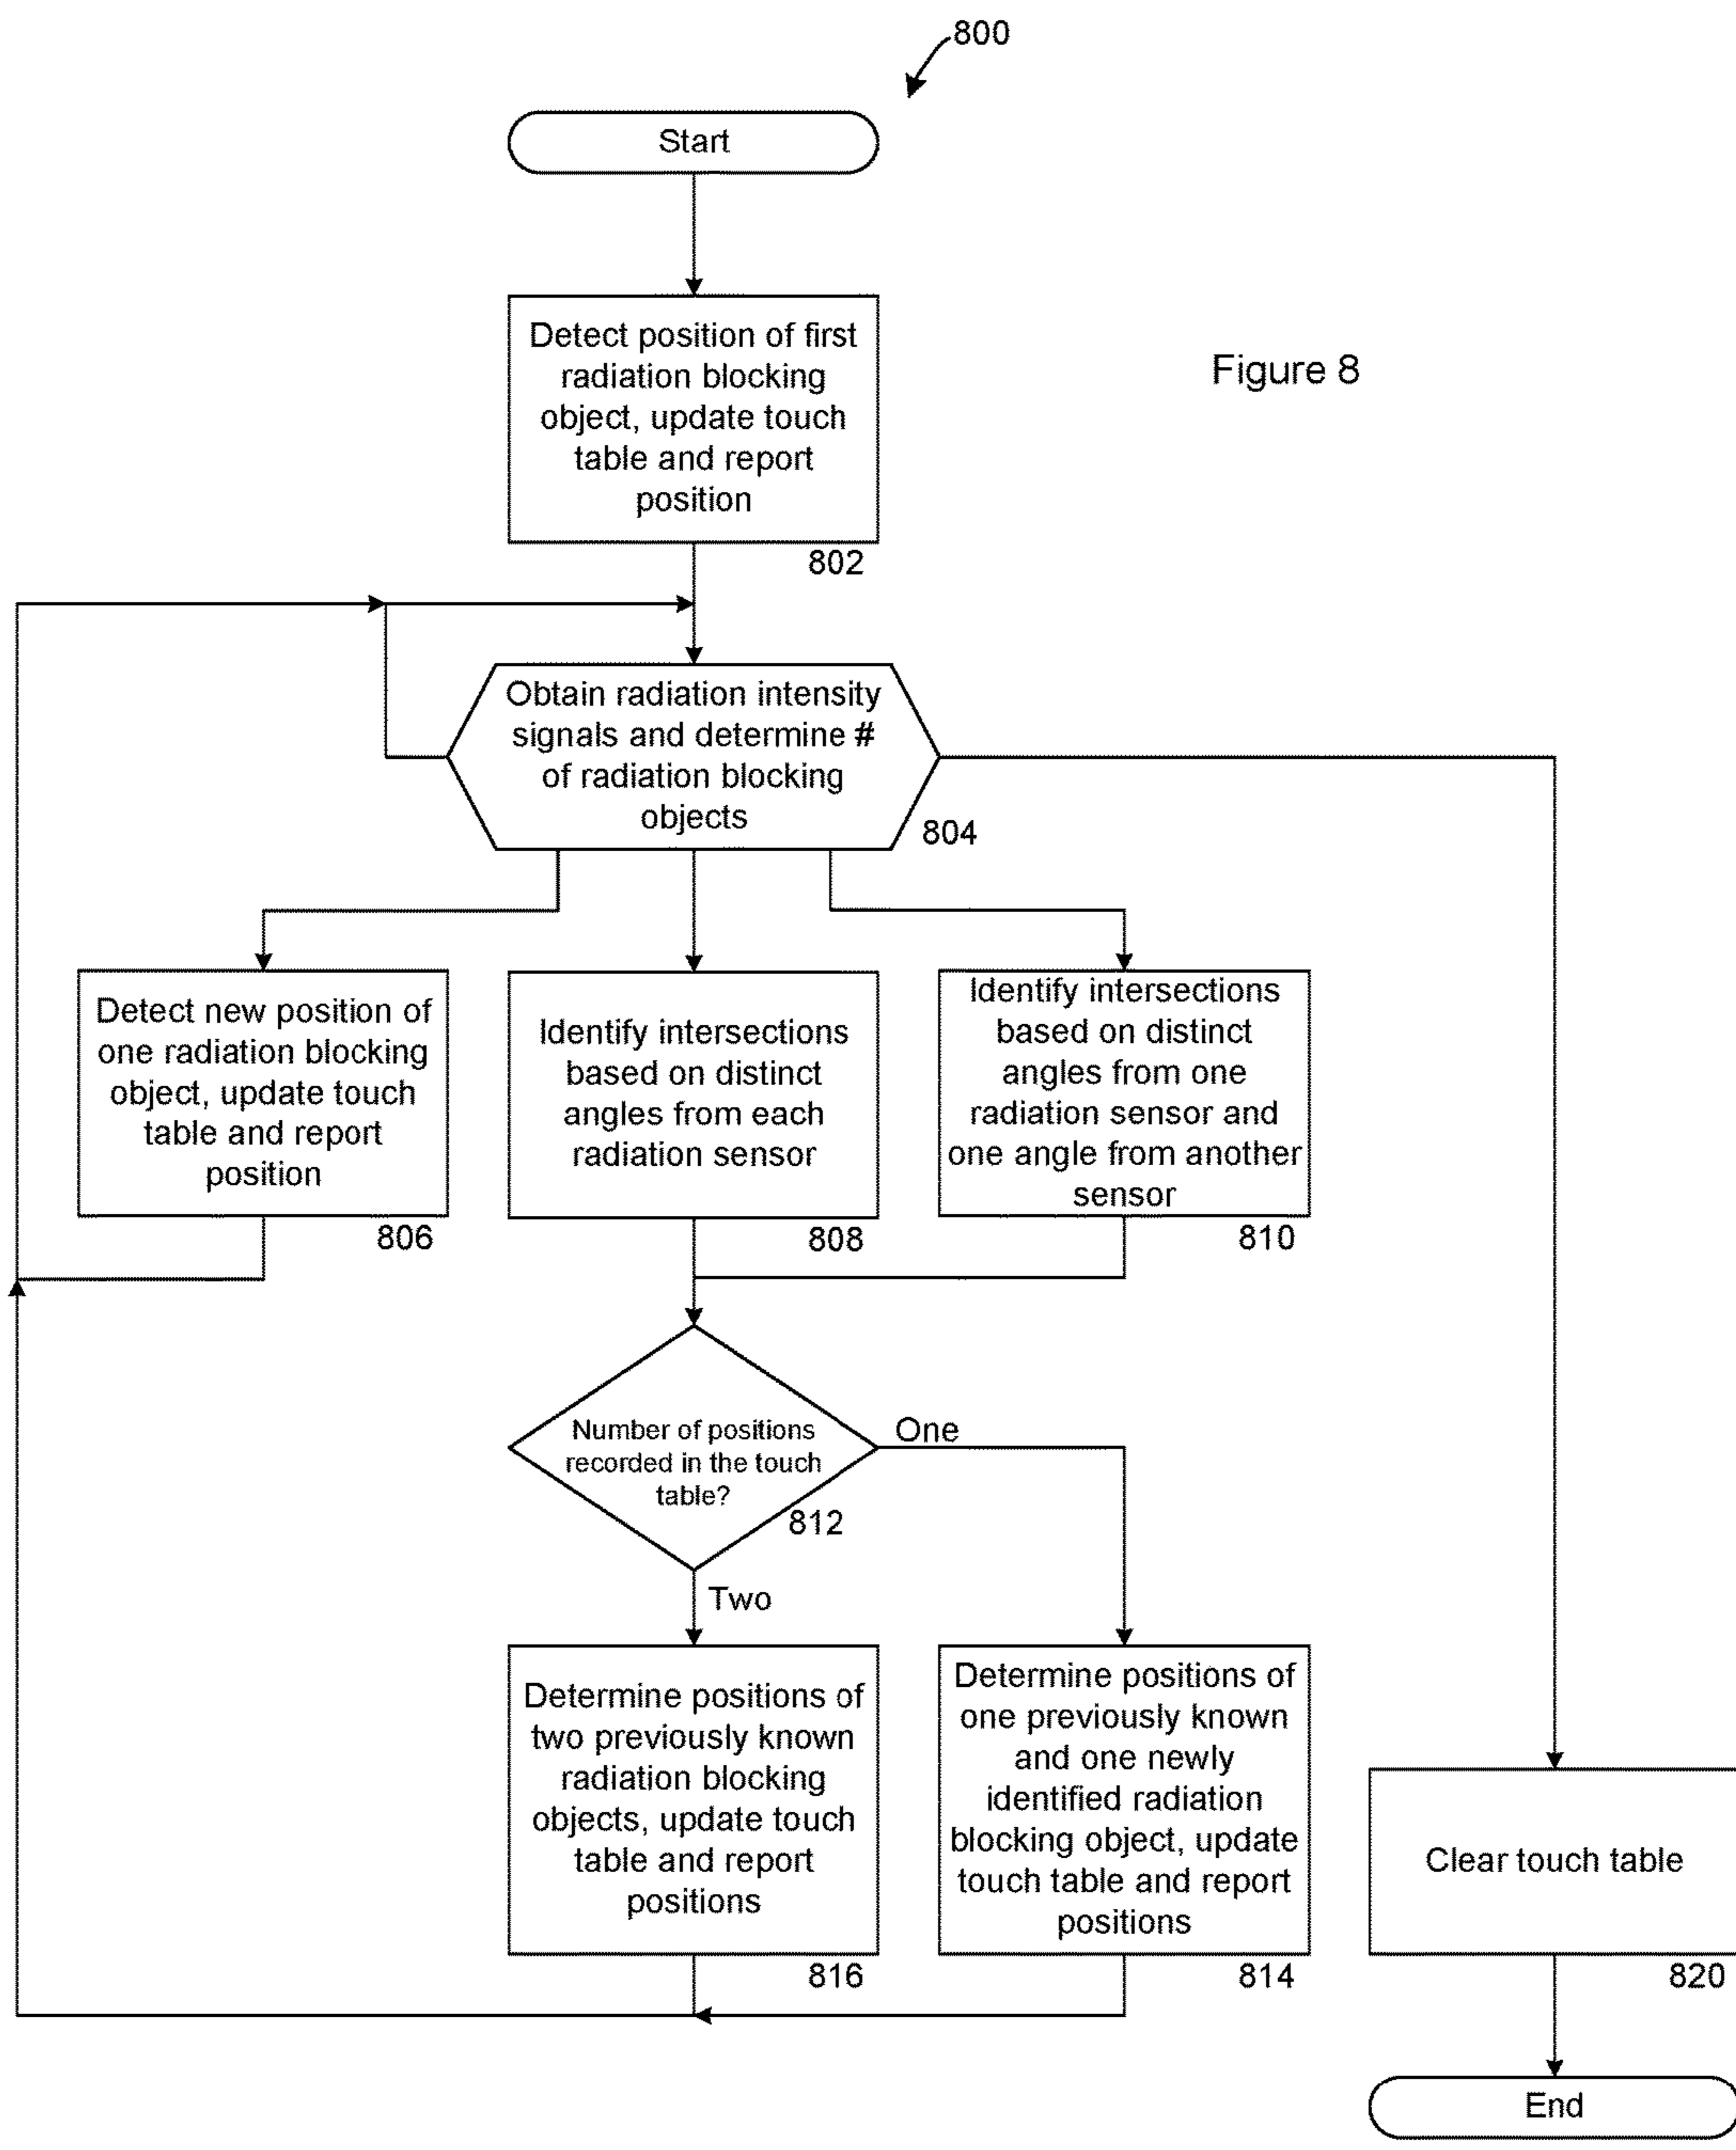 800
Start
Detect position of first
radiation blocking
object, update touch
table and report
position
802
Figure 8
Obtain radiation intensity
signals and determine #
of radiation blocking
objects
804
Detect new position of
one radiation blocking
object, update touch
table and report
position
806
Identify intersections
based on distinct
angles from each
radiation sensor
808
Identify intersections
based on distinct
angles from one
radiation sensor and
one angle from another
sensor
810
Number of positions
recorded in the touch
table?
812
One
Two
Determine positions of
two previously known
radiation blocking
objects, update touch
table and report
positions
816
Determine positions of
one previously known
and one newly
identified radiation
blocking object, update
touch table and report
positions
814
Clear touch table
820
End